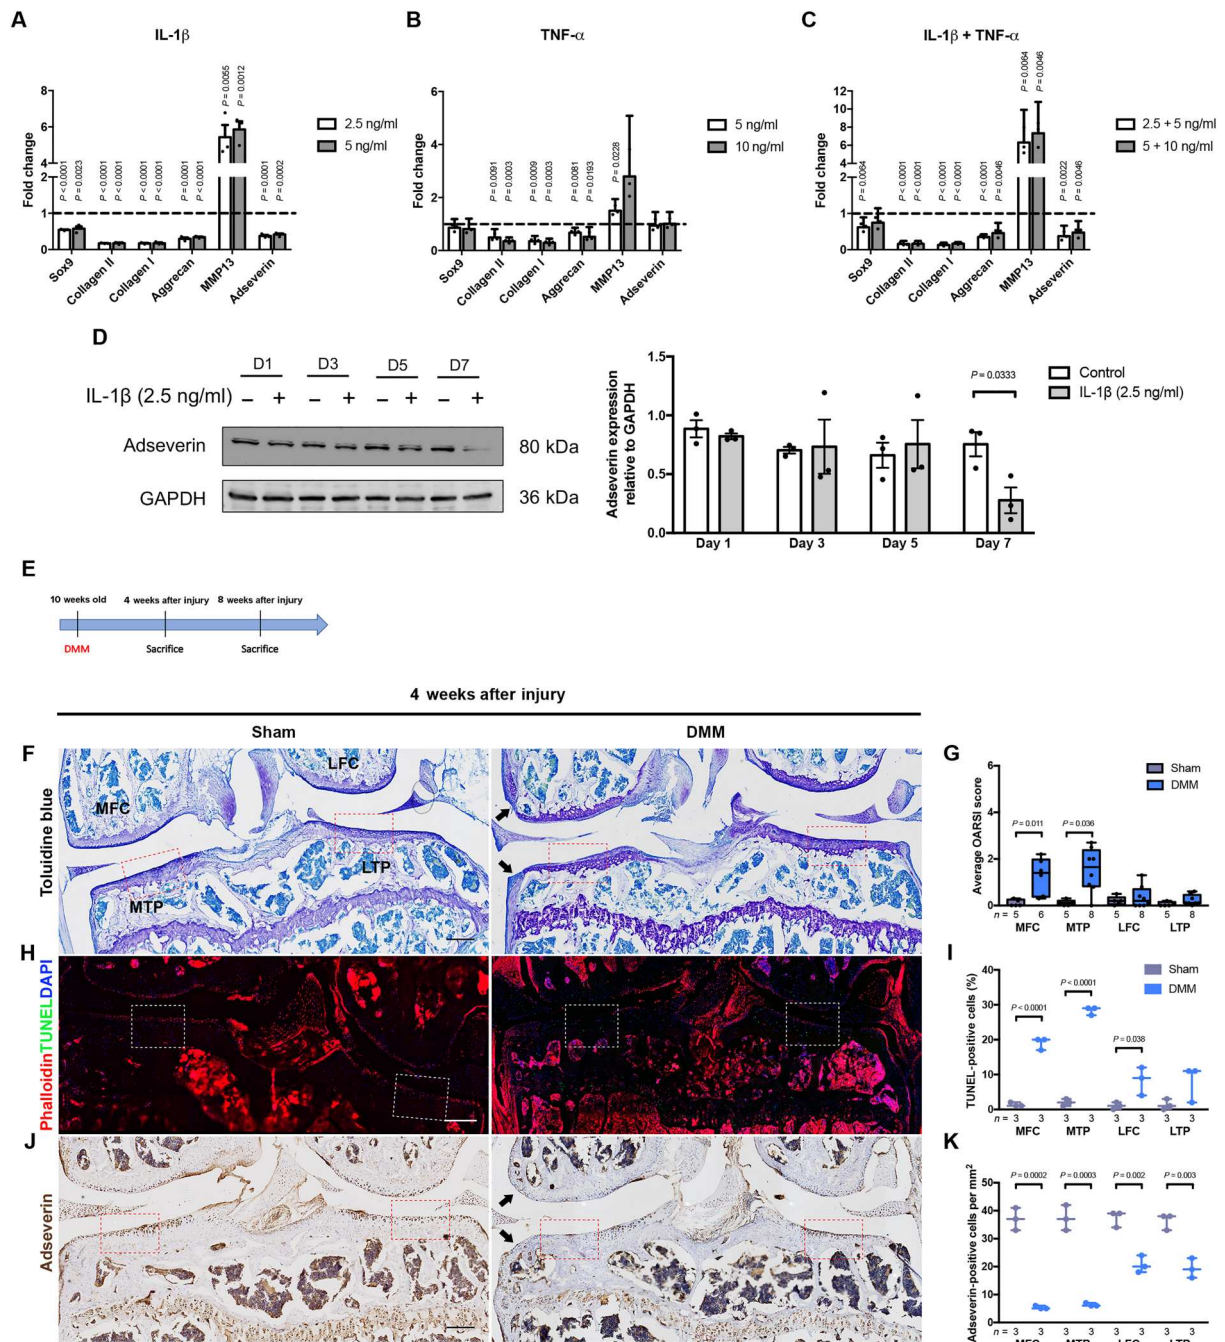 A
IL-1β
Fold change
8
6
4
2
1
0
P < 0.0001
P = 0.0023
P < 0.0001
P < 0.0001
P < 0.0001
P < 0.0001
P < 0.0001
P < 0.0001
P = 0.0055
P = 0.0012
P = 0.0001
P = 0.0002
2.5 ng/ml
5 ng/ml
Sox9
Collagen II
Collagen I
Aggrecan
MMP13
Adseverin
B
TNF-α
Fold change
6
4
2
0
1
P = 0.0091
P = 0.0003
P = 0.0009
P = 0.0003
P = 0.0081
P = 0.0193
P = 0.0228
5 ng/ml
10 ng/ml
Sox9
Collagen II
Collagen I
Aggrecan
MMP13
Adseverin
C
IL-1β + TNF-α
Fold change
12
10
8
6
4
2
1
0
P = 0.0064
P < 0.0001
P < 0.0001
P < 0.0001
P < 0.0001
P = 0.0001
P = 0.0046
P = 0.0064
P = 0.0046
P = 0.0022
P = 0.0046
2.5 + 5 ng/ml
5 + 10 ng/ml
Sox9
Collagen II
Collagen I
Aggrecan
MMP13
Adseverin
D
D1 D3 D5 D7
IL-1β (2.5 ng/ml) – + – + – + – +
Adseverin 80 kDa
GAPDH 36 kDa
Adseverin expression
relative to GAPDH
1.5
1.0
0.5
0.0
P = 0.0333
Control
IL-1β (2.5 ng/ml)
Day 1 Day 3 Day 5 Day 7
E
10 weeks old 4 weeks after injury 8 weeks after injury
DMM Sacrifice Sacrifice
4 weeks after injury
Sham DMM
F
Toluidine blue
MFC
LFC
MTP
LTP
G
Average OARSI score
6
4
2
0
Sham
DMM
P = 0.011
P = 0.036
n = 5 6 5 8 5 8 5 8
MFC MTP LFC LTP
H
PhalloidinTUNELDAPI
I
TUNEL-positive cells (%)
40
30
20
10
0
Sham
DMM
P < 0.0001
P < 0.0001
P = 0.038
n = 3 3 3 3 3 3 3 3
MFC MTP LFC LTP
J
Adseverin
K
Adseverin-positive cells per mm²
50
40
30
20
10
0
P = 0.0002
P = 0.0003
P = 0.002
P = 0.003
n = 3 3 3 3 3 3 3 3
MFC MTP LFC LTP